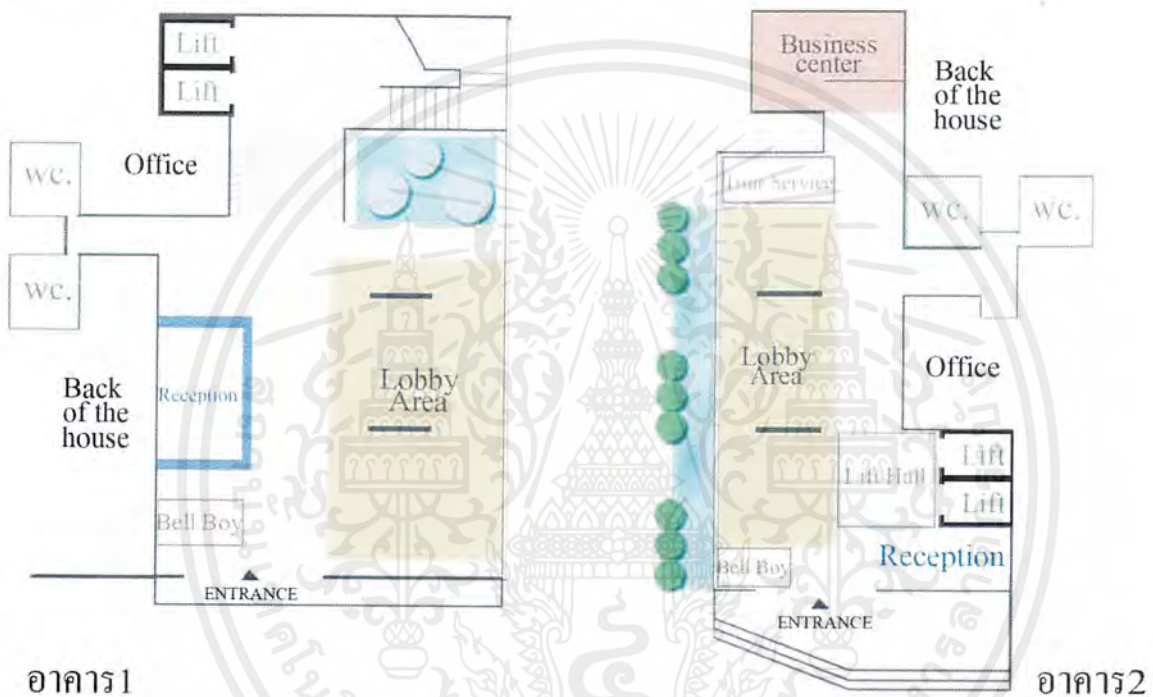 Lift
Lift
Office
wc.
wc.
Back
of the
house
Reception
Bell Boy
ENTRANCE
Lobby
Area
อาคาร1
Business
center
Back
of the
house
Tour Service
wc.
wc.
Lobby
Area
Office
Lift Hall
Lift
Lift
Reception
Bell Boy
ENTRANCE
อาคาร2